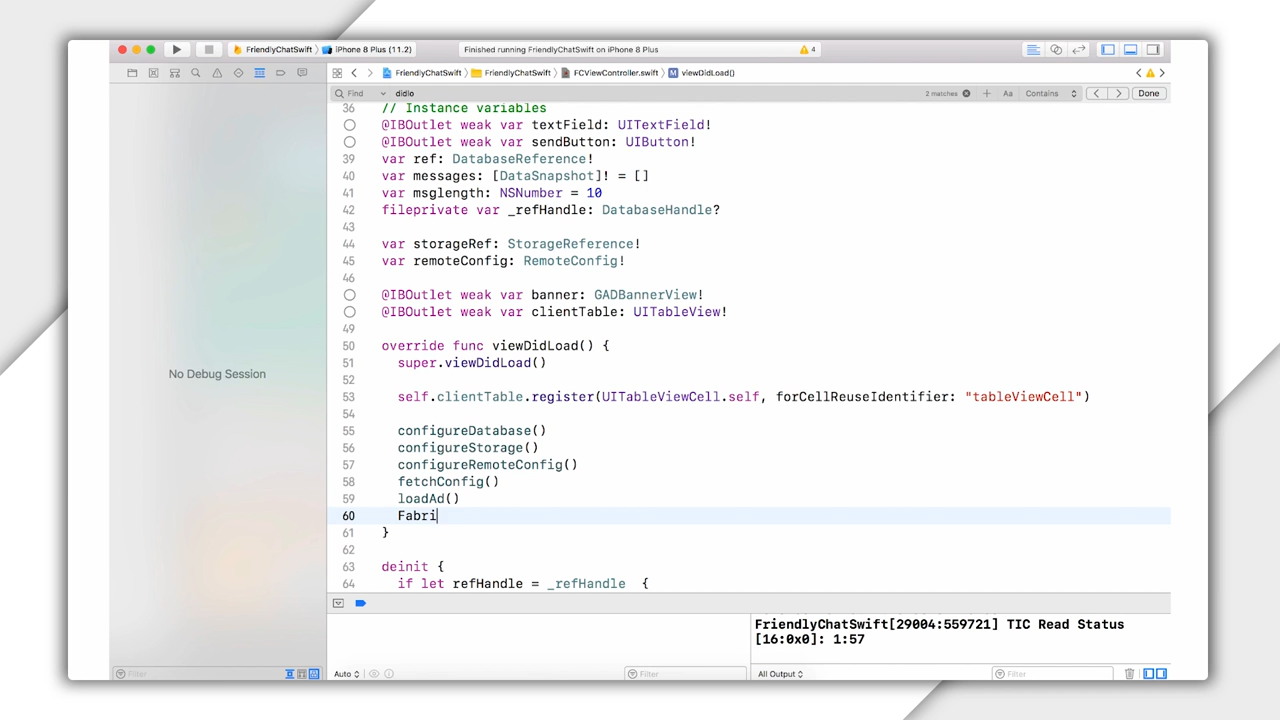 FriendlyChatSwift iPhone 8 Plus (11.2) Finished running FriendlyChatSwift on iPhone 8 Plus 4
FriendlyChatSwift FriendlyChatSwift FCViewController.swift M viewDidLoad()
Find didlo 2 matches Aa Contains Done
36 // Instance variables
@IBOutlet weak var textField: UITextField!
@IBOutlet weak var sendButton: UIButton!
39 var ref: DatabaseReference!
40 var messages: [DataSnapshot]! = []
41 var msglength: NSNumber = 10
42 fileprivate var _refHandle: DatabaseHandle?
43
44 var storageRef: StorageReference!
45 var remoteConfig: RemoteConfig!
46
@IBOutlet weak var banner: GADBannerView!
@IBOutlet weak var clientTable: UITableView!
49
50 override func viewDidLoad() {
51 super.viewDidLoad()
52
53 self.clientTable.register(UITableViewCell.self, forCellReuseIdentifier: "tableViewCell")
54
55 configureDatabase()
56 configureStorage()
57 configureRemoteConfig()
58 fetchConfig()
59 loadAd()
60 Fabri
61 }
62
63 deinit {
64 if let refHandle = _refHandle {
No Debug Session
FriendlyChatSwift[29004:559721] TIC Read Status
[16:0x0]: 1:57
Filter Auto Filter All Output Filter